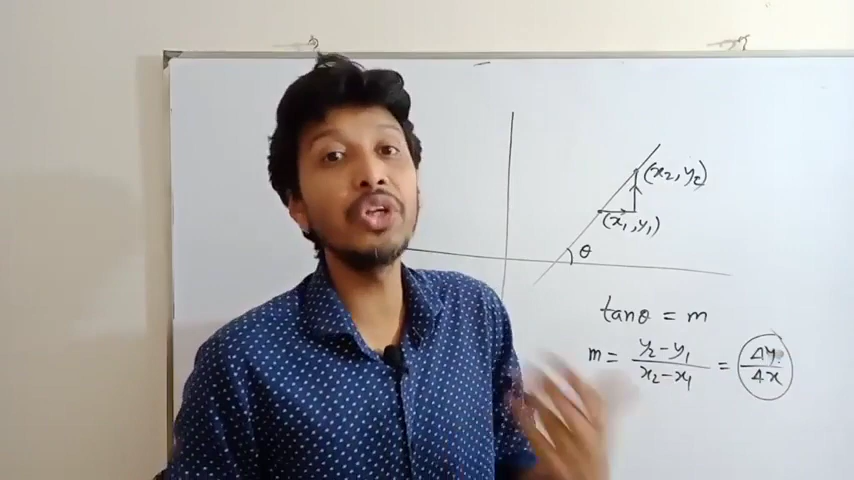 (x₂, y₂)
(x₁, y₁)
θ
tanθ = m
m = y₂-y₁/x₂-x₁ = Δy/Δx